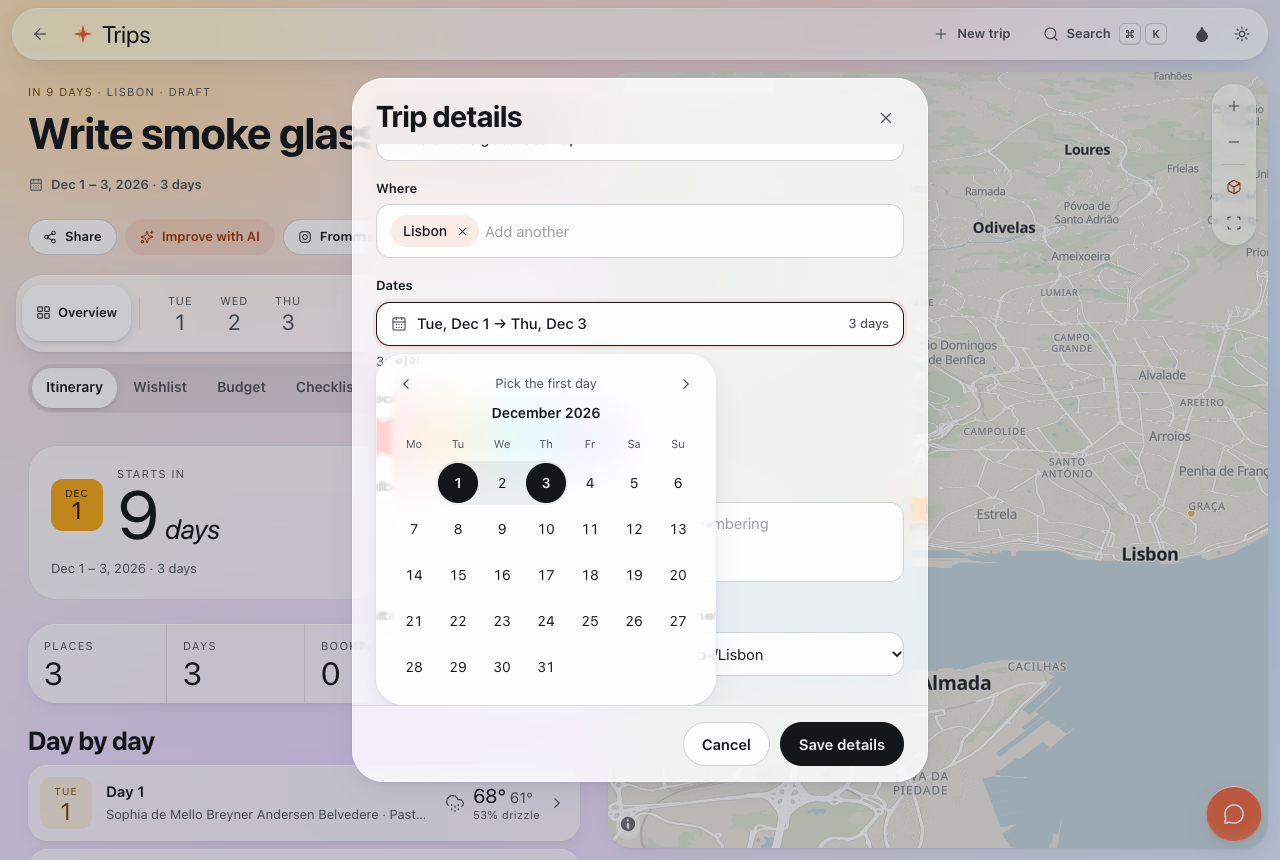 Trips
New trip
Search ⌘ K
IN 9 DAYS · LISBON · DRAFT
Write smoke glas
Dec 1 – 3, 2026 · 3 days
Share
Improve with AI
From
Overview
TUE 1
WED 2
THU 3
Itinerary
Wishlist
Budget
Checklis
DEC
1
STARTS IN
9 days
Dec 1 – 3, 2026 · 3 days
PLACES
3
DAYS
3
BOOK
0
Day by day
TUE
1
Day 1
Sophia de Mello Breyner Andersen Belvedere · Past...
68° 61°
53% drizzle
Trip details
Where
Lisbon
Add another
Dates
Tue, Dec 1 → Thu, Dec 3
3 days
3
Pick the first day
December 2026
Mo Tu We Th Fr Sa Su
1 2 3 4 5 6
7 8 9 10 11 12 13
14 15 16 17 18 19 20
21 22 23 24 25 26 27
28 29 30 31
mbering
/Lisbon
Cancel
Save details
Fanhões
Loures
Frielas
Ramada
Póvoa de
Santo Adrião
Odivelas
Ameixoeira
LUMIAR
São Domingos
de Benfica
CAMPO
GRANDE
Alvalade
AREEIRO
CAMPOLIDE
Arroios
SANTO
ANTÓNIO
Penha de Franç
Estrela
GRAÇA
Lisbon
CACILHAS
Almada
VA DA
PIEDADE